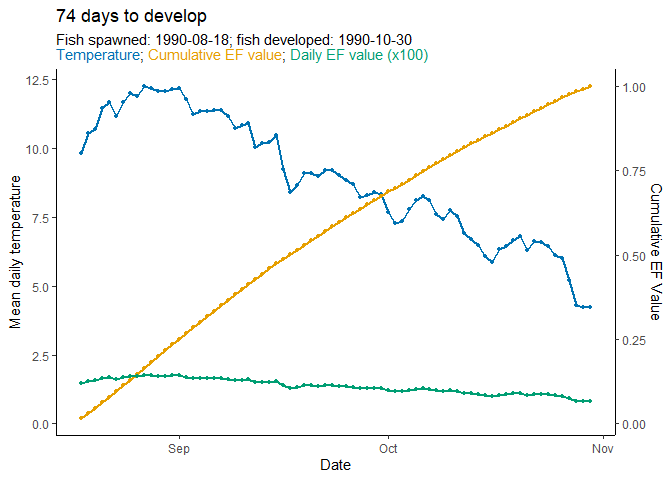 74 days to develop
Fish spawned: 1990-08-18; fish developed: 1990-10-30
Temperature; Cumulative EF value; Daily EF value (x100)
12.5
10.0
7.5
5.0
2.5
0.0
Mean daily temperature
1.00
0.75
0.50
0.25
0.00
Cumulative EF Value
Sep
Oct
Nov
Date